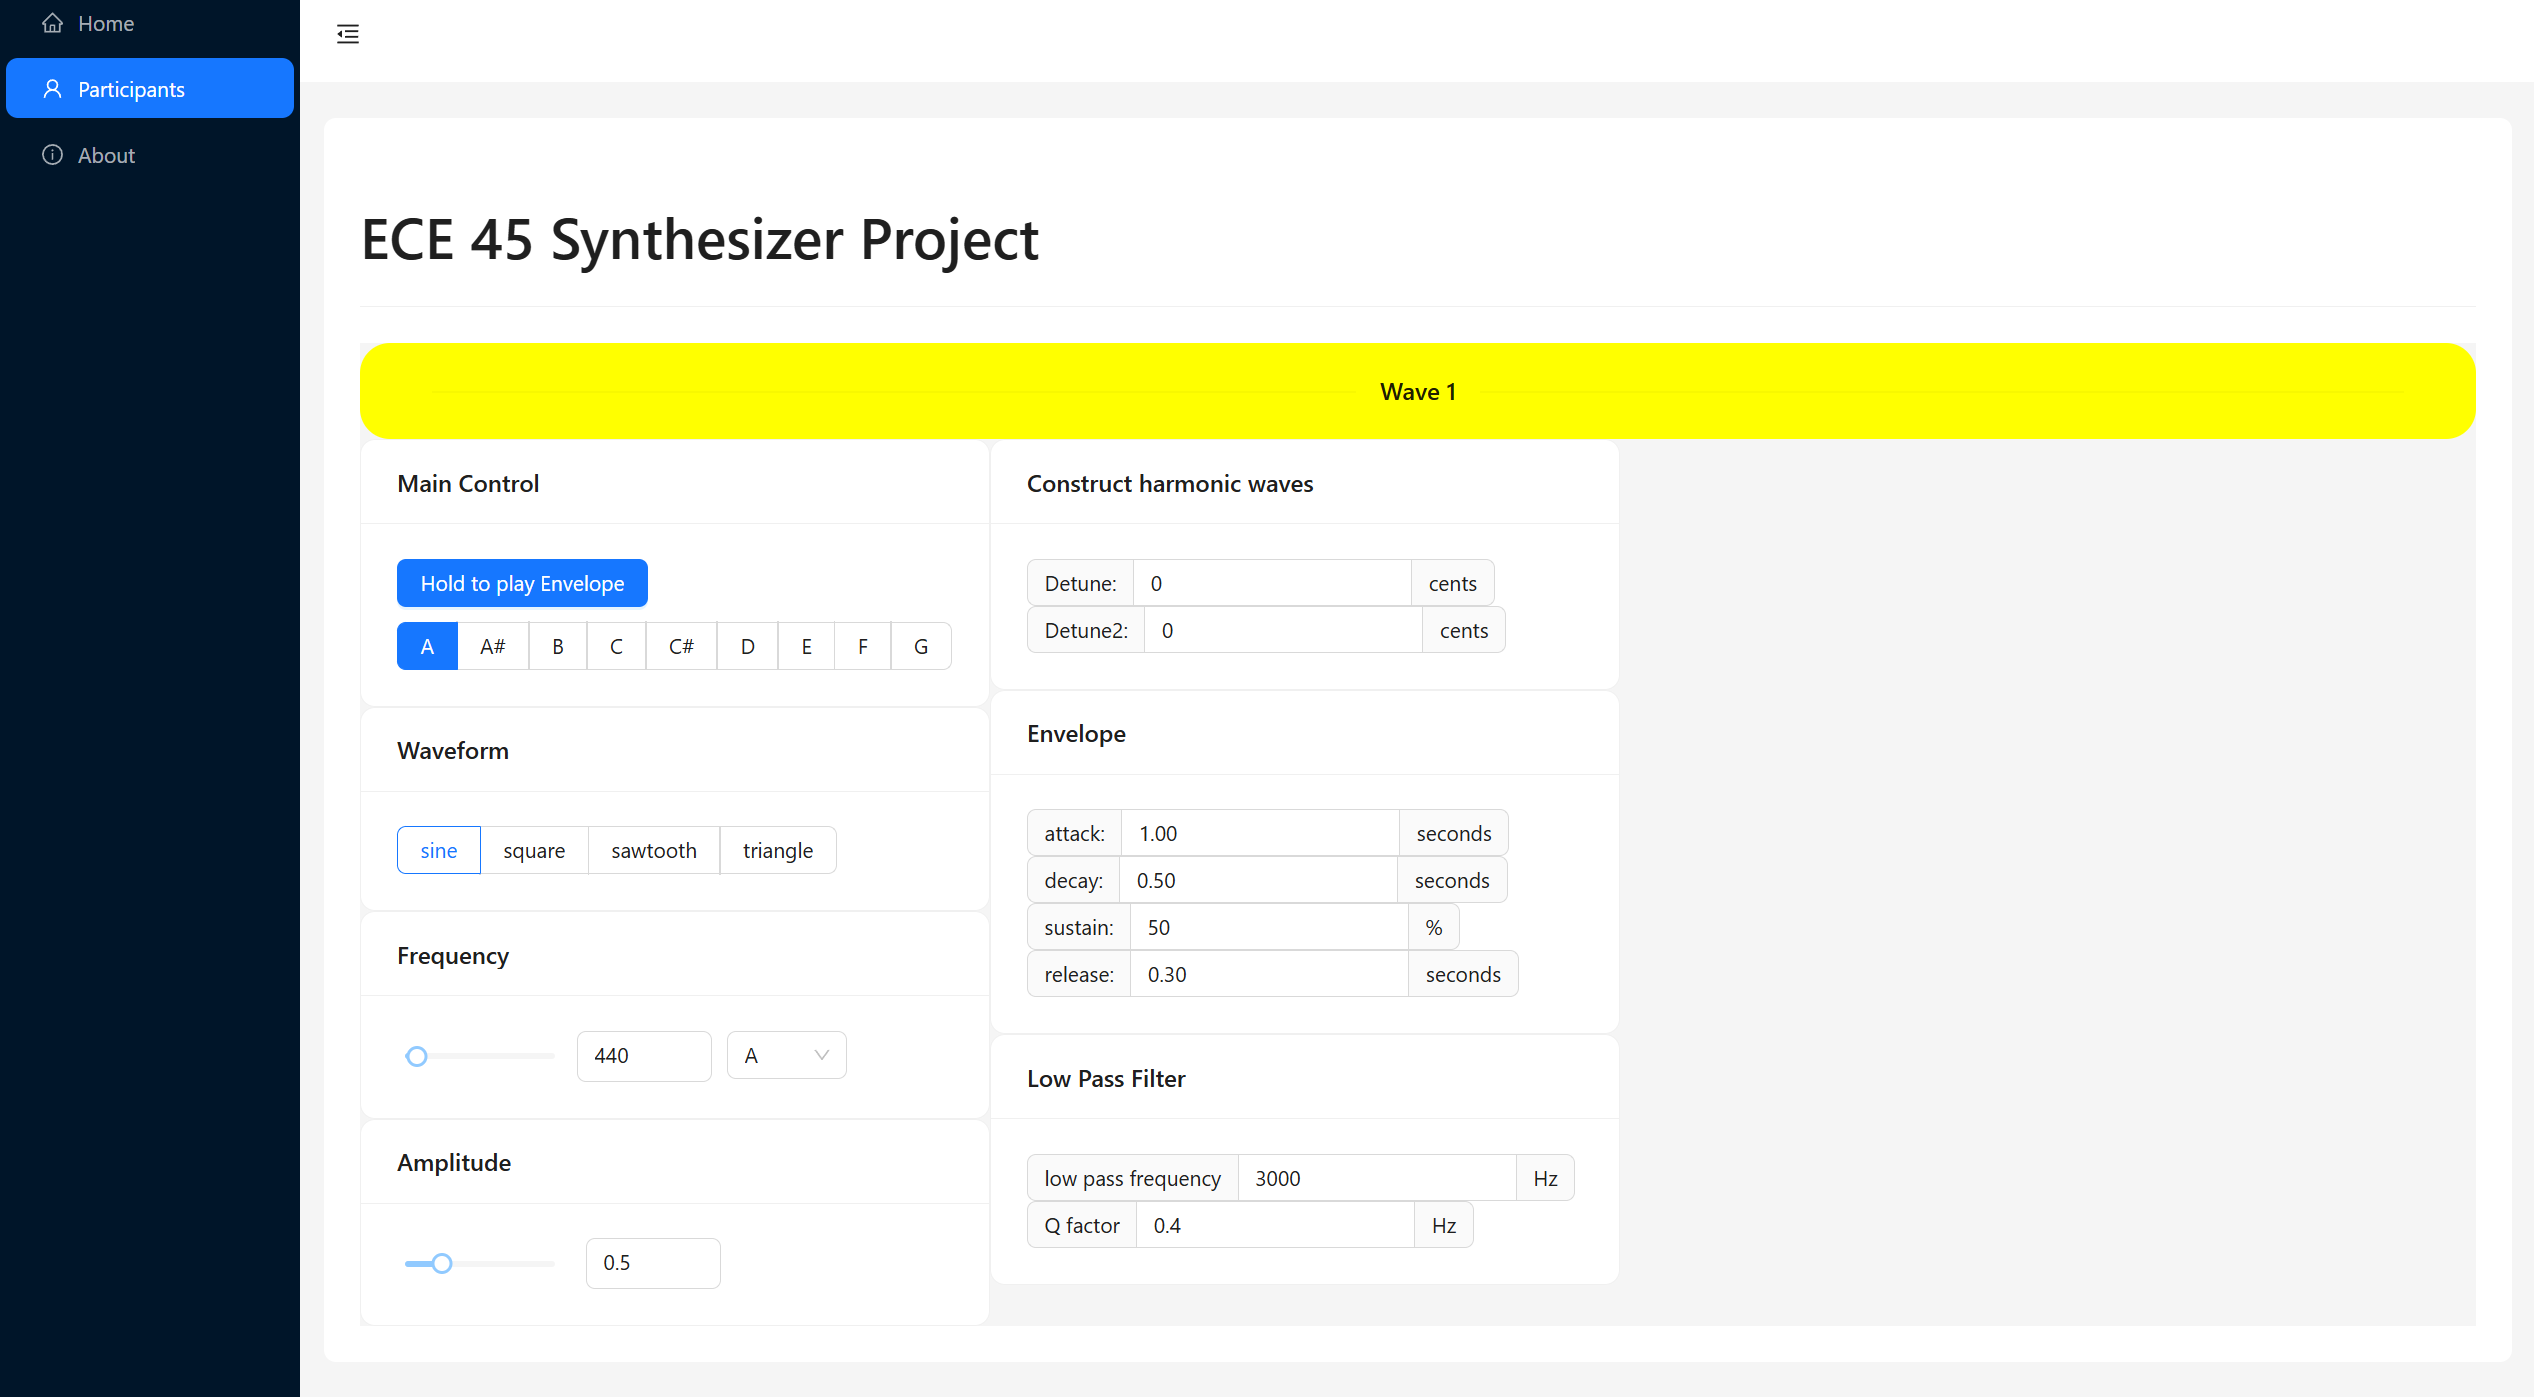 Home
Participants
About
ECE 45 Synthesizer Project
Wave 1
Main Control
Hold to play Envelope
A A# B C C# D E F G
Waveform
sine square sawtooth triangle
Frequency
440 A
Amplitude
0.5
Construct harmonic waves
Detune: 0 cents
Detune2: 0 cents
Envelope
attack: 1.00 seconds
decay: 0.50 seconds
sustain: 50 %
release: 0.30 seconds
Low Pass Filter
low pass frequency 3000 Hz
Q factor 0.4 Hz